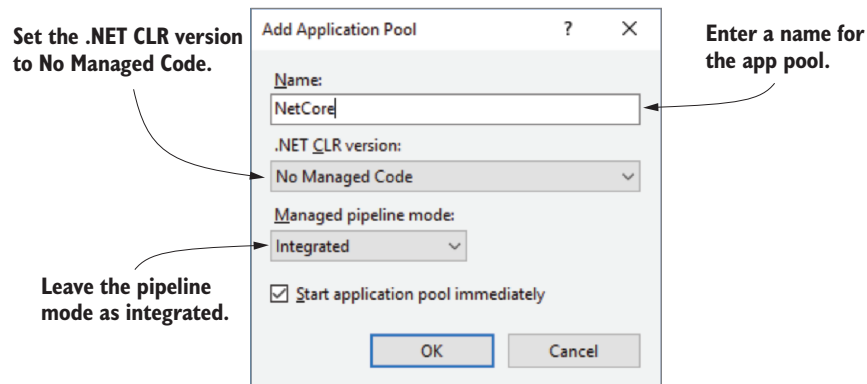 Set the .NET CLR version
to No Managed Code.
Add Application Pool
?
X
Enter a name for
the app pool.
Name:
NetCore
.NET CLR version:
No Managed Code
Managed pipeline mode:
Integrated
Leave the pipeline
mode as integrated.
Start application pool immediately
OK
Cancel